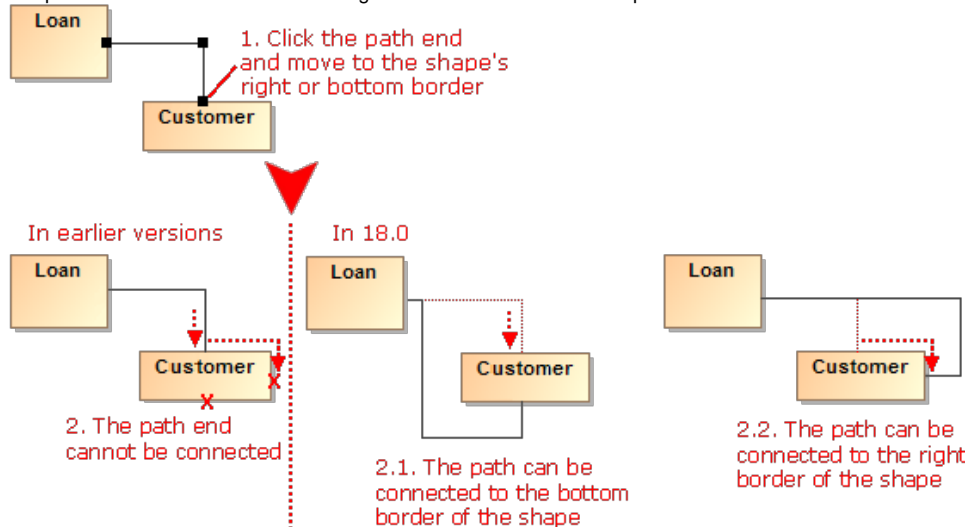 Loan
1. Click the path end
and move to the shape's
right or bottom border
Customer
In earlier versions
In 18.0
Loan
Loan
Loan
Customer
Customer
Customer
2. The path end
cannot be connected
2.1. The path can be
connected to the bottom
border of the shape
2.2. The path can be
connected to the right
border of the shape